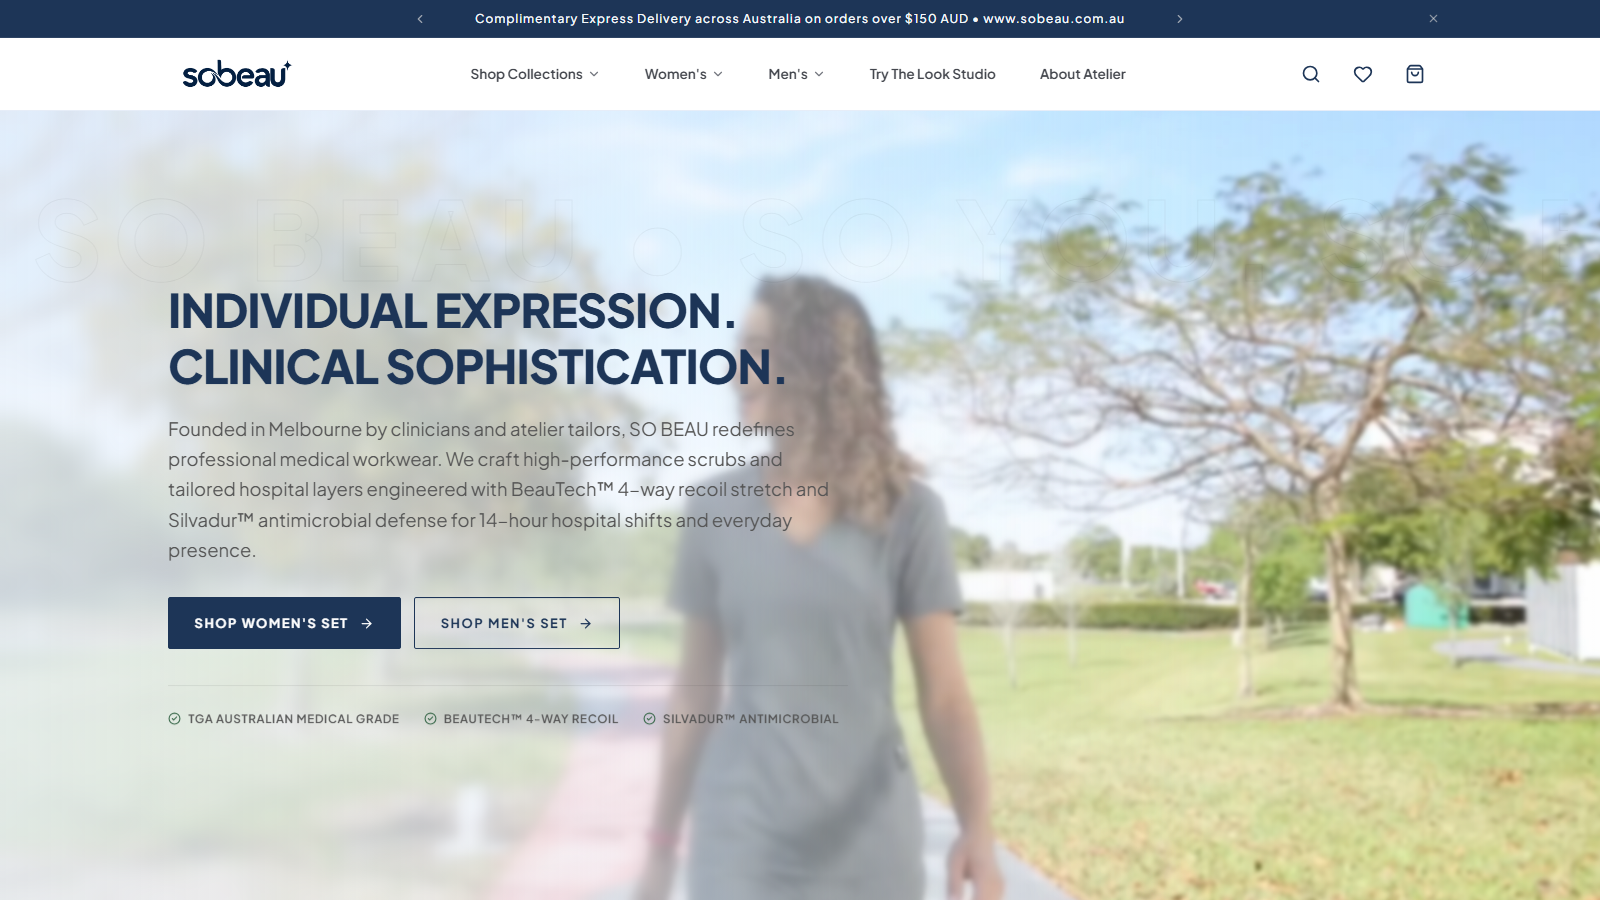 Complimentary Express Delivery across Australia on orders over $150 AUD • www.sobeau.com.au
sobeau
Shop Collections
Women's
Men's
Try The Look Studio
About Atelier
SO BEAU • SO YOU
INDIVIDUAL EXPRESSION.
CLINICAL SOPHISTICATION.
Founded in Melbourne by clinicians and atelier tailors, SO BEAU redefines
professional medical workwear. We craft high-performance scrubs and
tailored hospital layers engineered with BeauTech™ 4-way recoil stretch and
Silvadur™ antimicrobial defense for 14-hour hospital shifts and everyday
presence.
SHOP WOMEN'S SET →
SHOP MEN'S SET →
TGA AUSTRALIAN MEDICAL GRADE
BEAUTECH™ 4-WAY RECOIL
SILVADUR™ ANTIMICROBIAL